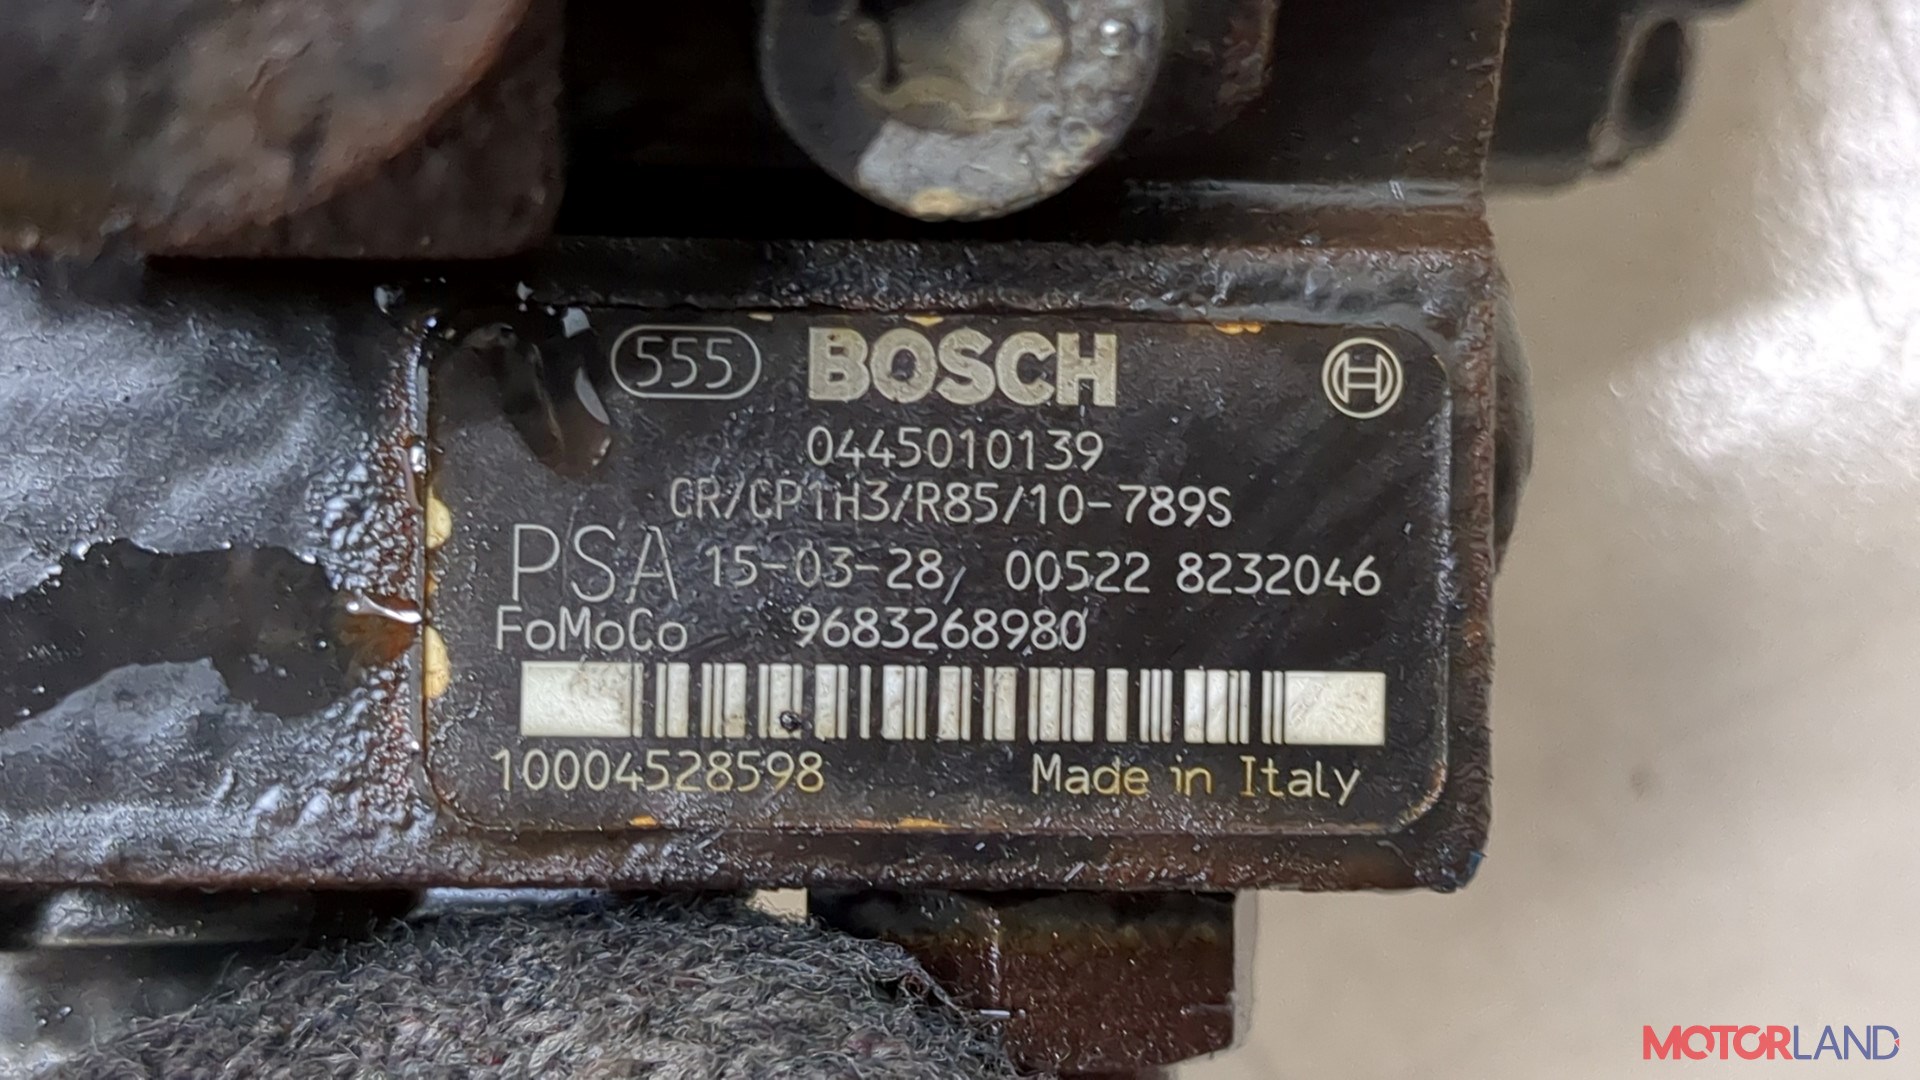 555 BOSCH
0445010139
CR/CP1H3/R85/10-789S
PSA 15-03-28, 00522 8232046
FoMoCo 9683268980
10004528598 Made in Italy
MOTORLAND